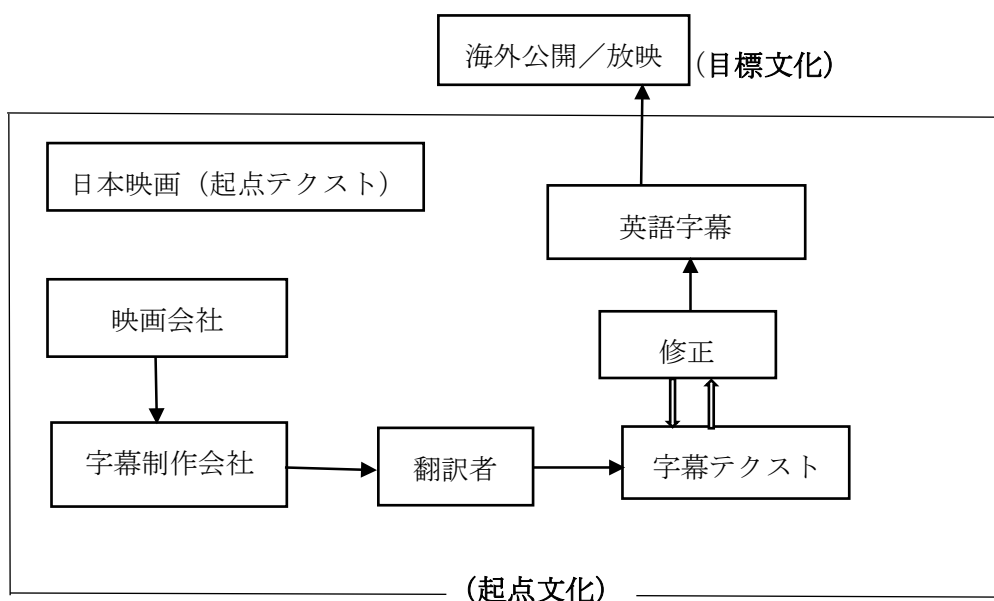 海外公開／放映
(目標文化)
日本映画（起点テクスト）
英語字幕
映画会社
修正
字幕制作会社
翻訳者
字幕テクスト
(起点文化)